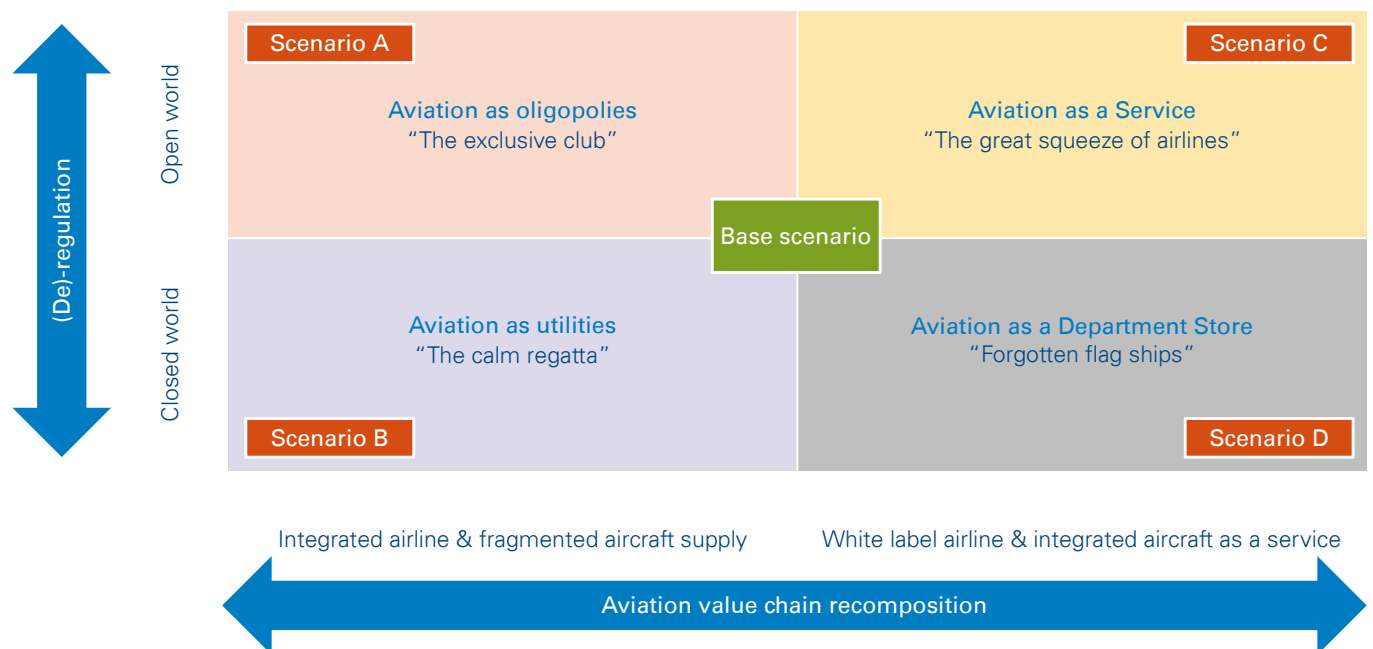 (De)-regulation
Open world
Closed world
Scenario A
Aviation as oligopolies
“The exclusive club”
Scenario C
Aviation as a Service
“The great squeeze of airlines”
Base scenario
Aviation as utilities
“The calm regatta”
Scenario B
Aviation as a Department Store
“Forgotten flag ships”
Scenario D
Integrated airline & fragmented aircraft supply
White label airline & integrated aircraft as a service
Aviation value chain recomposition